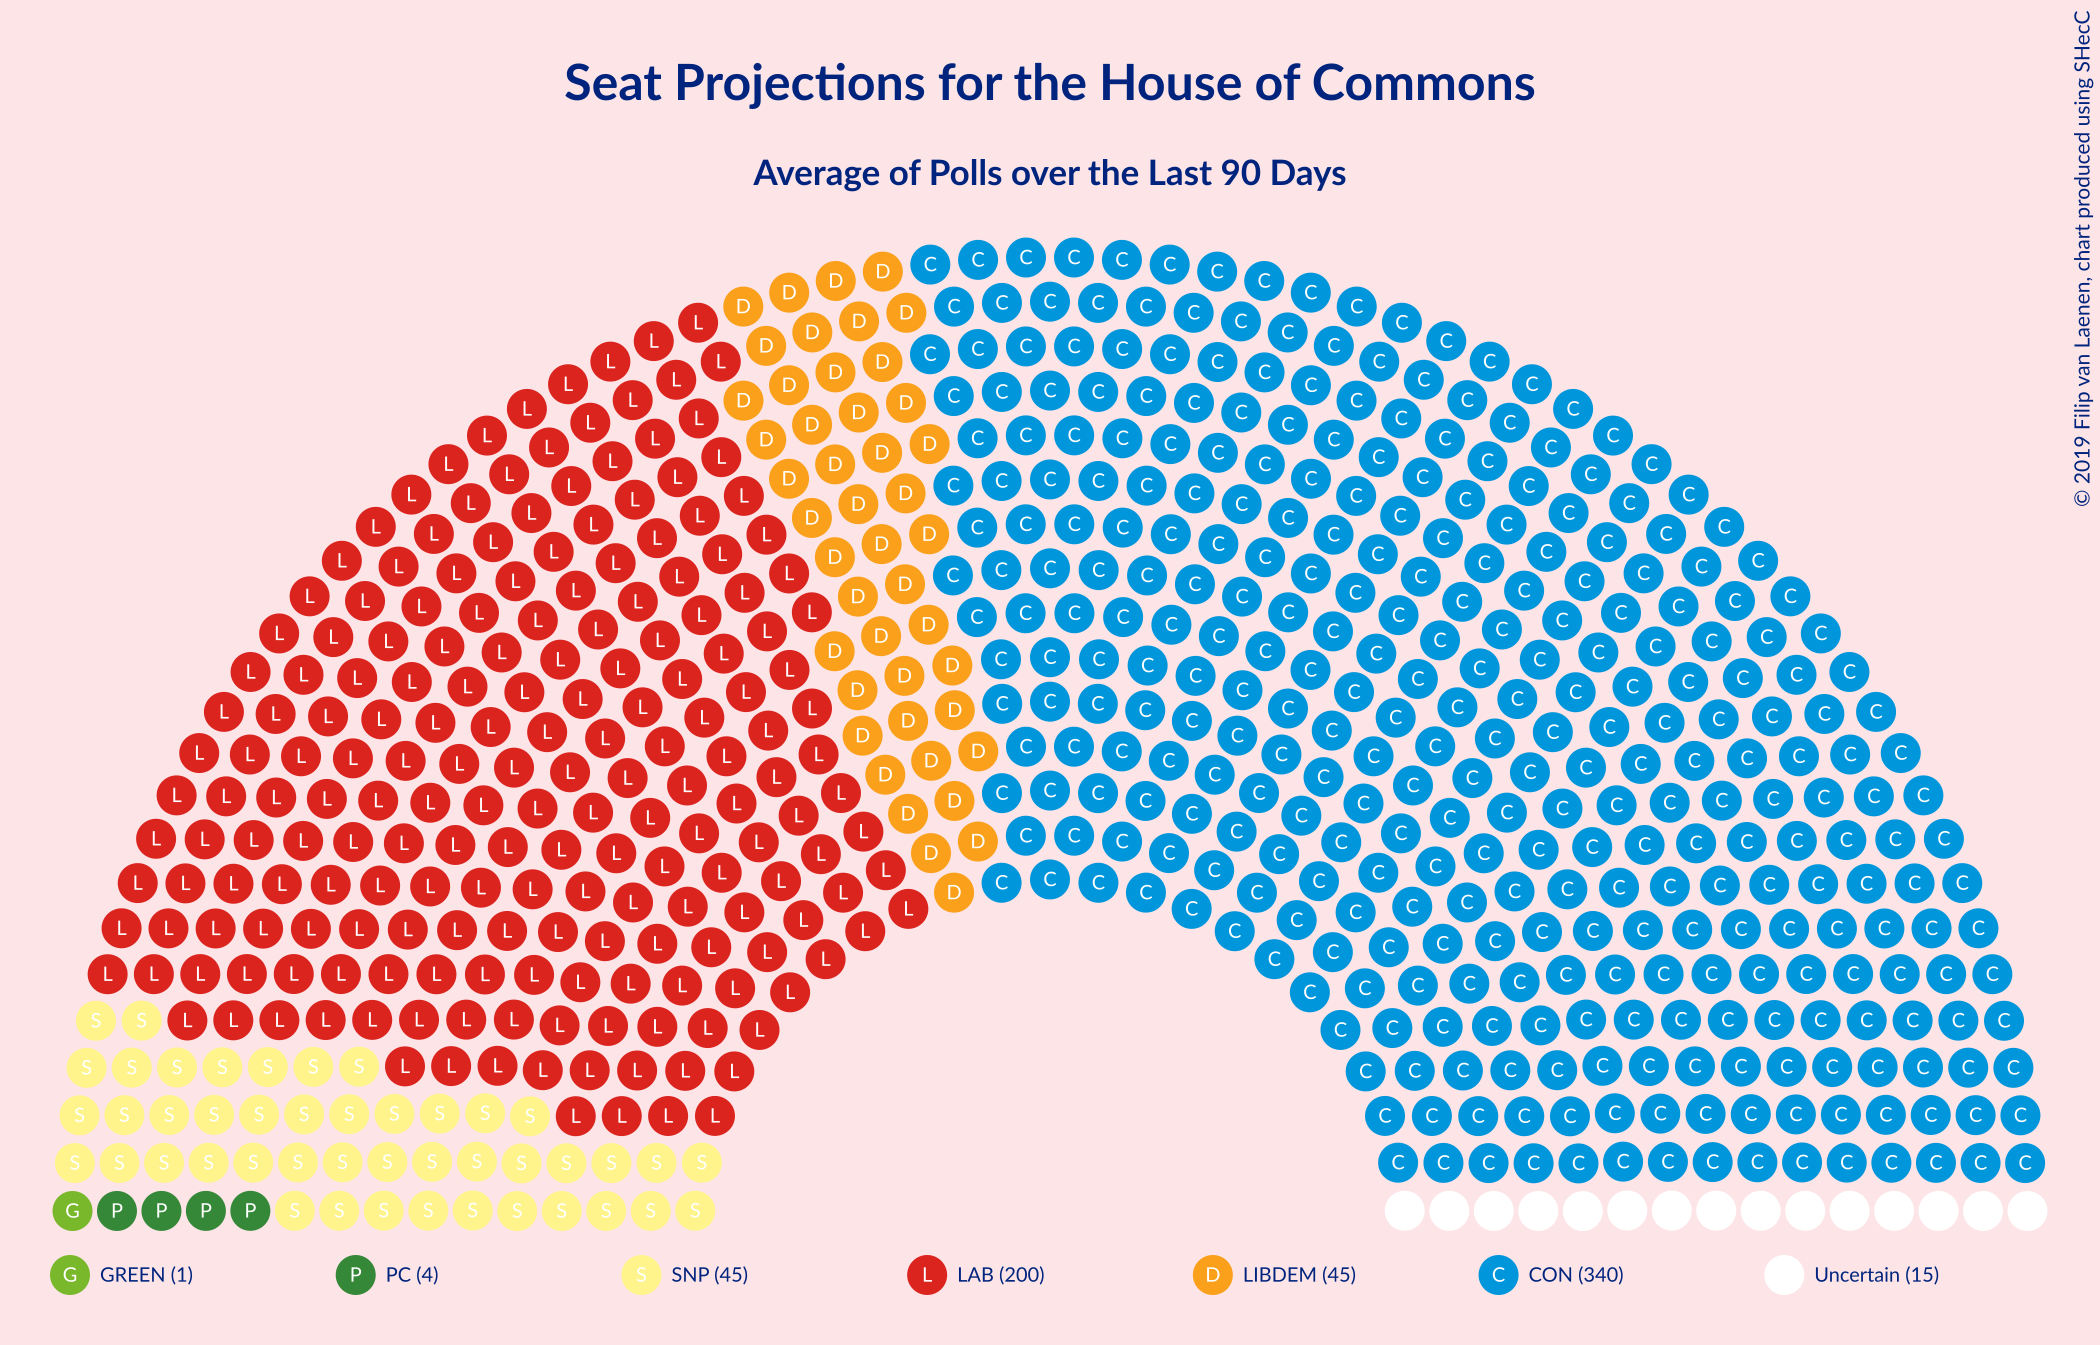 Seat Projections for the House of Commons
Average of Polls over the Last 90 Days
© 2019 Filip van Laenen, chart produced using SHecC
G GREEN (1)
P PC (4)
S SNP (45)
L LAB (200)
D LIBDEM (45)
C CON (340)
Uncertain (15)